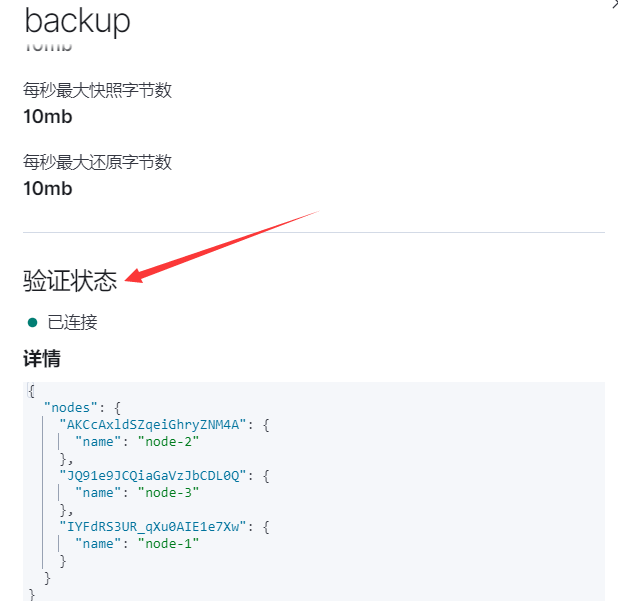 backup
10mb
每秒最大快照字节数
10mb
每秒最大还原字节数
10mb
验证状态
已连接
详情
{
"nodes": {
"AKCcAxldSZqeiGhryZNM4A": {
"name": "node-2"
},
"JQ91e9JCQiaGaVzJbCDL0Q": {
"name": "node-3"
},
"IYFdRS3UR_qXu0AIE1e7Xw": {
"name": "node-1"
}
}
}